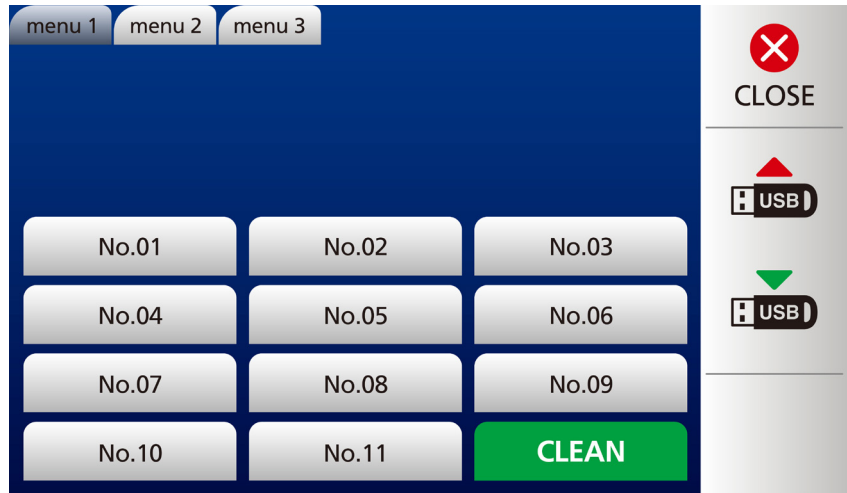 menu 1 menu 2 menu 3
CLOSE
USB
No.01 No.02 No.03
No.04 No.05 No.06
USB
No.07 No.08 No.09
No.10 No.11 CLEAN